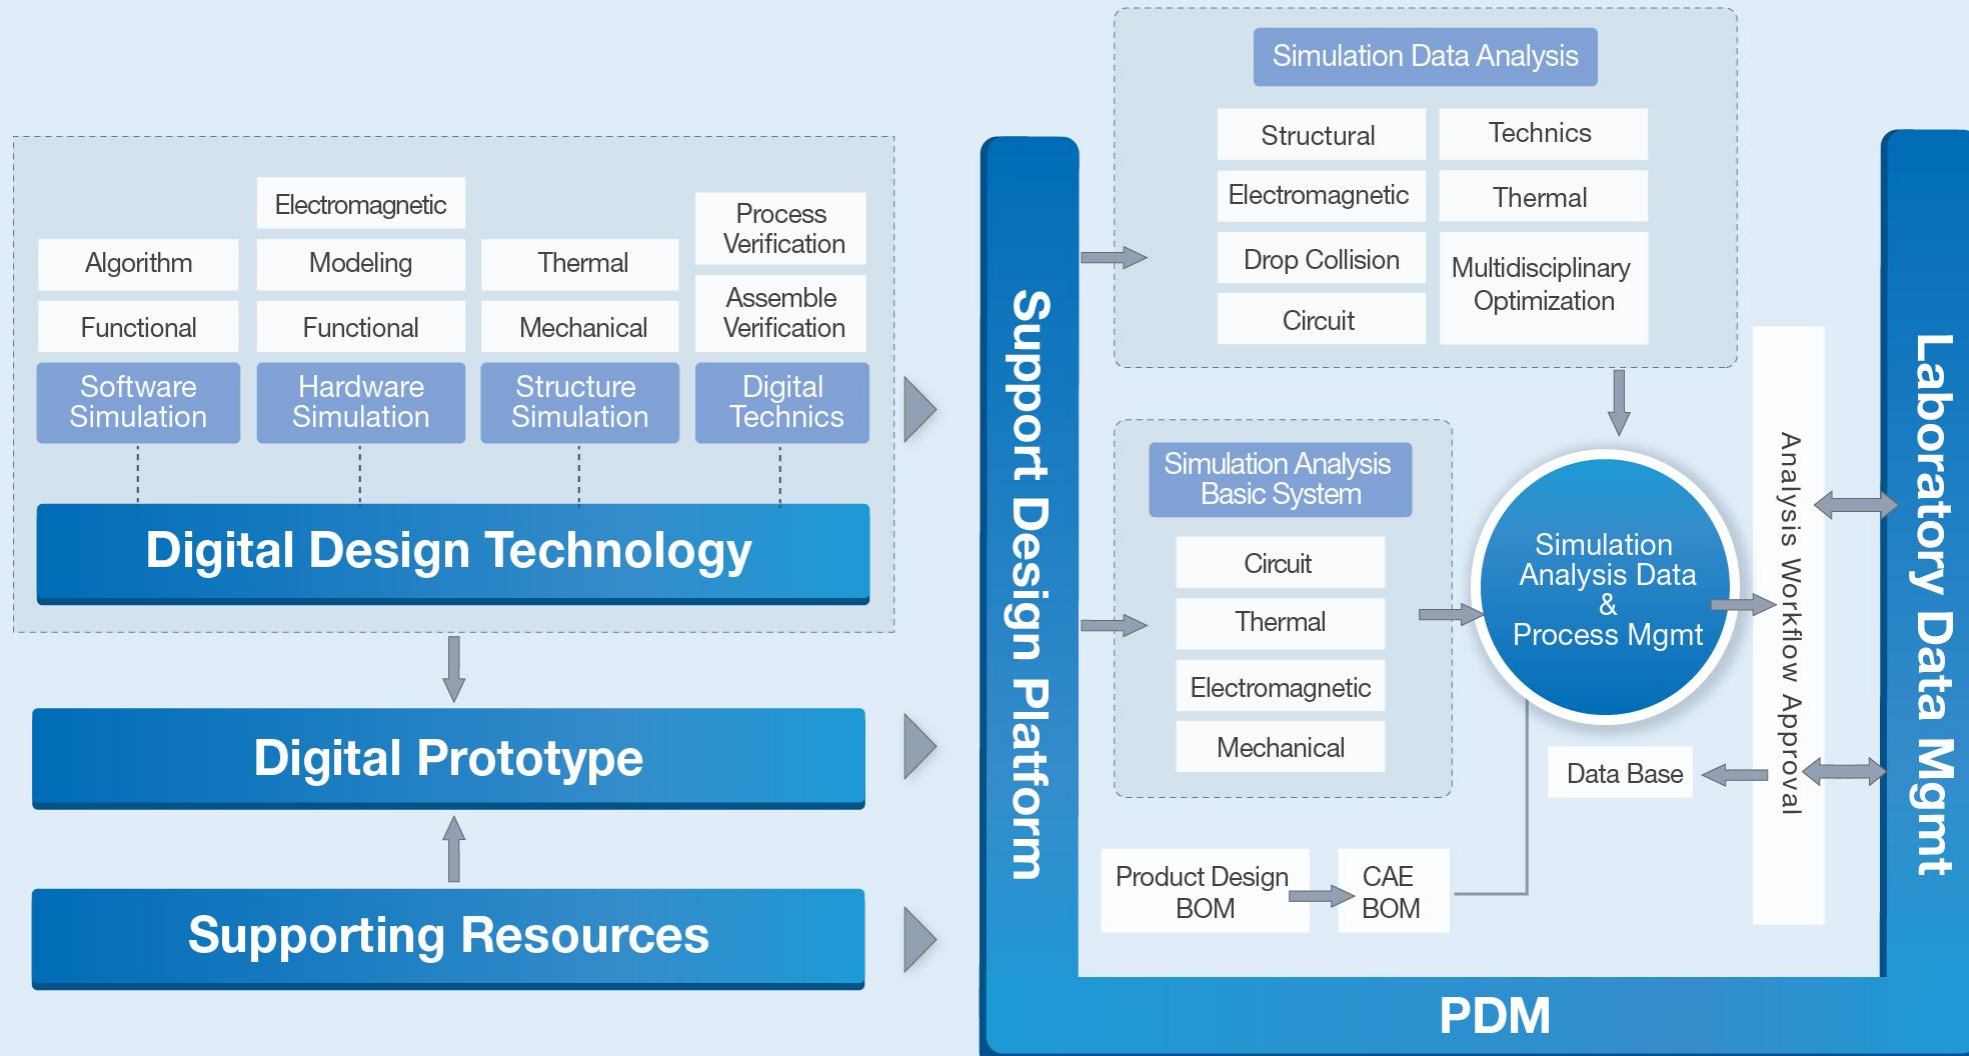 Electromagnetic
Algorithm
Modeling
Thermal
Process
Verification
Functional
Functional
Mechanical
Assemble
Verification
Software
Simulation
Hardware
Simulation
Structure
Simulation
Digital
Technics
Digital Design Technology
Digital Prototype
Supporting Resources
Support Design Platform
Simulation Data Analysis
Structural
Technics
Electromagnetic
Thermal
Drop Collision
Multidisciplinary
Optimization
Circuit
Simulation Analysis
Basic System
Circuit
Thermal
Electromagnetic
Mechanical
Simulation
Analysis Data
&
Process Mgmt
Data Base
Product Design
BOM
CAE
BOM
Analysis Workflow Approval
Laboratory Data Mgmt
PDM